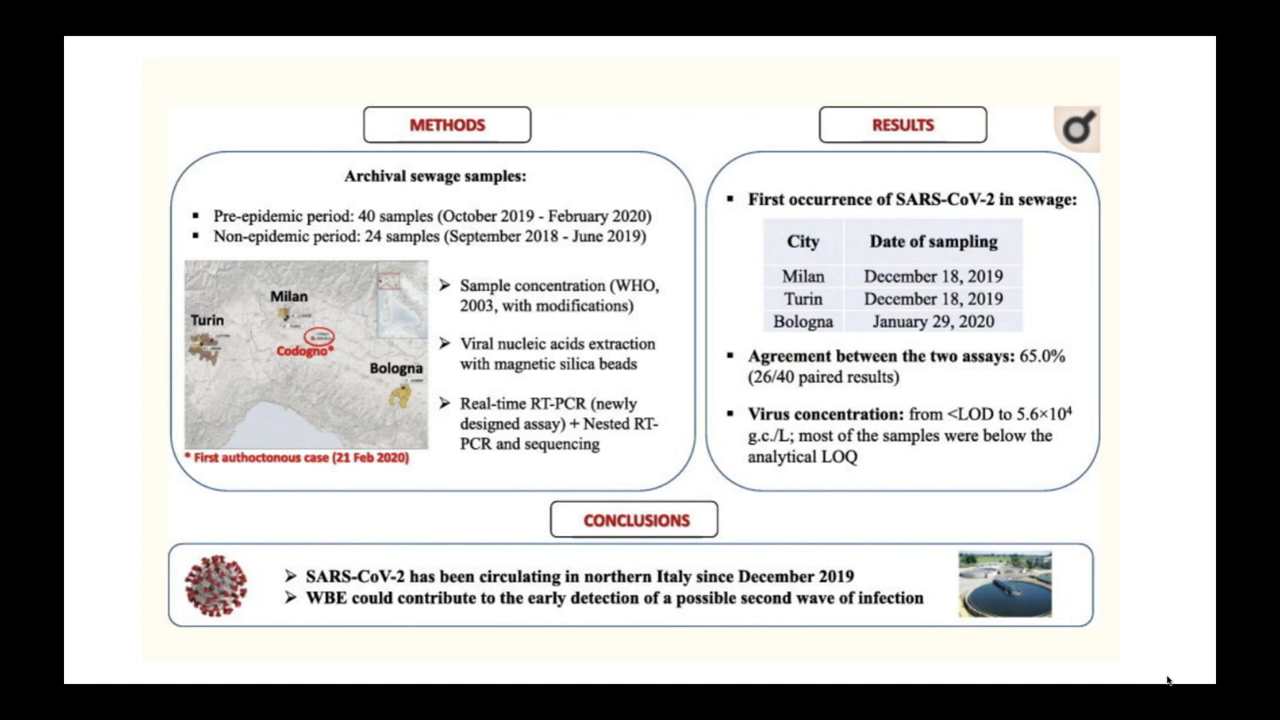 METHODS
Archival sewage samples:
▪ Pre-epidemic period: 40 samples (October 2019 - February 2020)
▪ Non-epidemic period: 24 samples (September 2018 - June 2019)
Milan
Turin
Codogno*
Bologna
* First authoctonous case (21 Feb 2020)
➢ Sample concentration (WHO,
2003, with modifications)
➢ Viral nucleic acids extraction
with magnetic silica beads
➢ Real-time RT-PCR (newly
designed assay) + Nested RT-
PCR and sequencing
RESULTS
▪ First occurrence of SARS-CoV-2 in sewage:
City Date of sampling
Milan December 18, 2019
Turin December 18, 2019
Bologna January 29, 2020
▪ Agreement between the two assays: 65.0%
(26/40 paired results)
▪ Virus concentration: from <LOD to 5.6×10⁴
g.c./L; most of the samples were below the
analytical LOQ
CONCLUSIONS
➢ SARS-CoV-2 has been circulating in northern Italy since December 2019
➢ WBE could contribute to the early detection of a possible second wave of infection